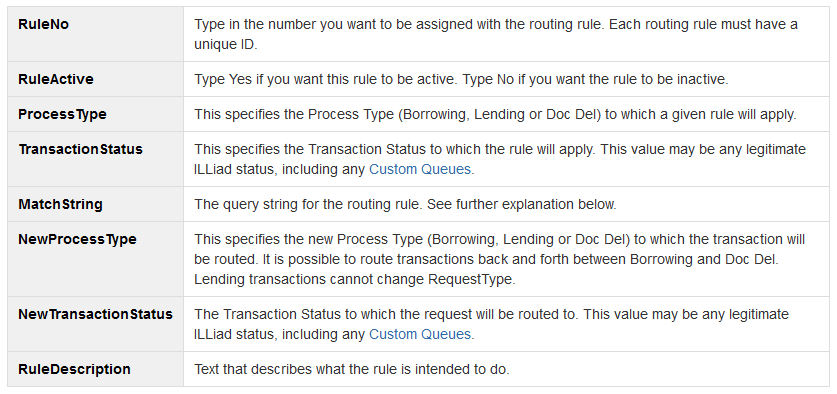 RuleNo Type in the number you want to be assigned with the routing rule. Each routing rule must have a
unique ID.
RuleActive Type Yes if you want this rule to be active. Type No if you want the rule to be inactive.
ProcessType This specifies the Process Type (Borrowing, Lending or Doc Del) to which a given rule will apply.
TransactionStatus This specifies the Transaction Status to which the rule will apply. This value may be any legitimate
ILLiad status, including any Custom Queues.
MatchString The query string for the routing rule. See further explanation below.
NewProcessType This specifies the new Process Type (Borrowing, Lending or Doc Del) to which the transaction will
be routed. It is possible to route transactions back and forth between Borrowing and Doc Del.
Lending transactions cannot change RequestType.
NewTransactionStatus The Transaction Status to which the request will be routed to. This value may be any legitimate
ILLiad status, including any Custom Queues.
RuleDescription Text that describes what the rule is intended to do.